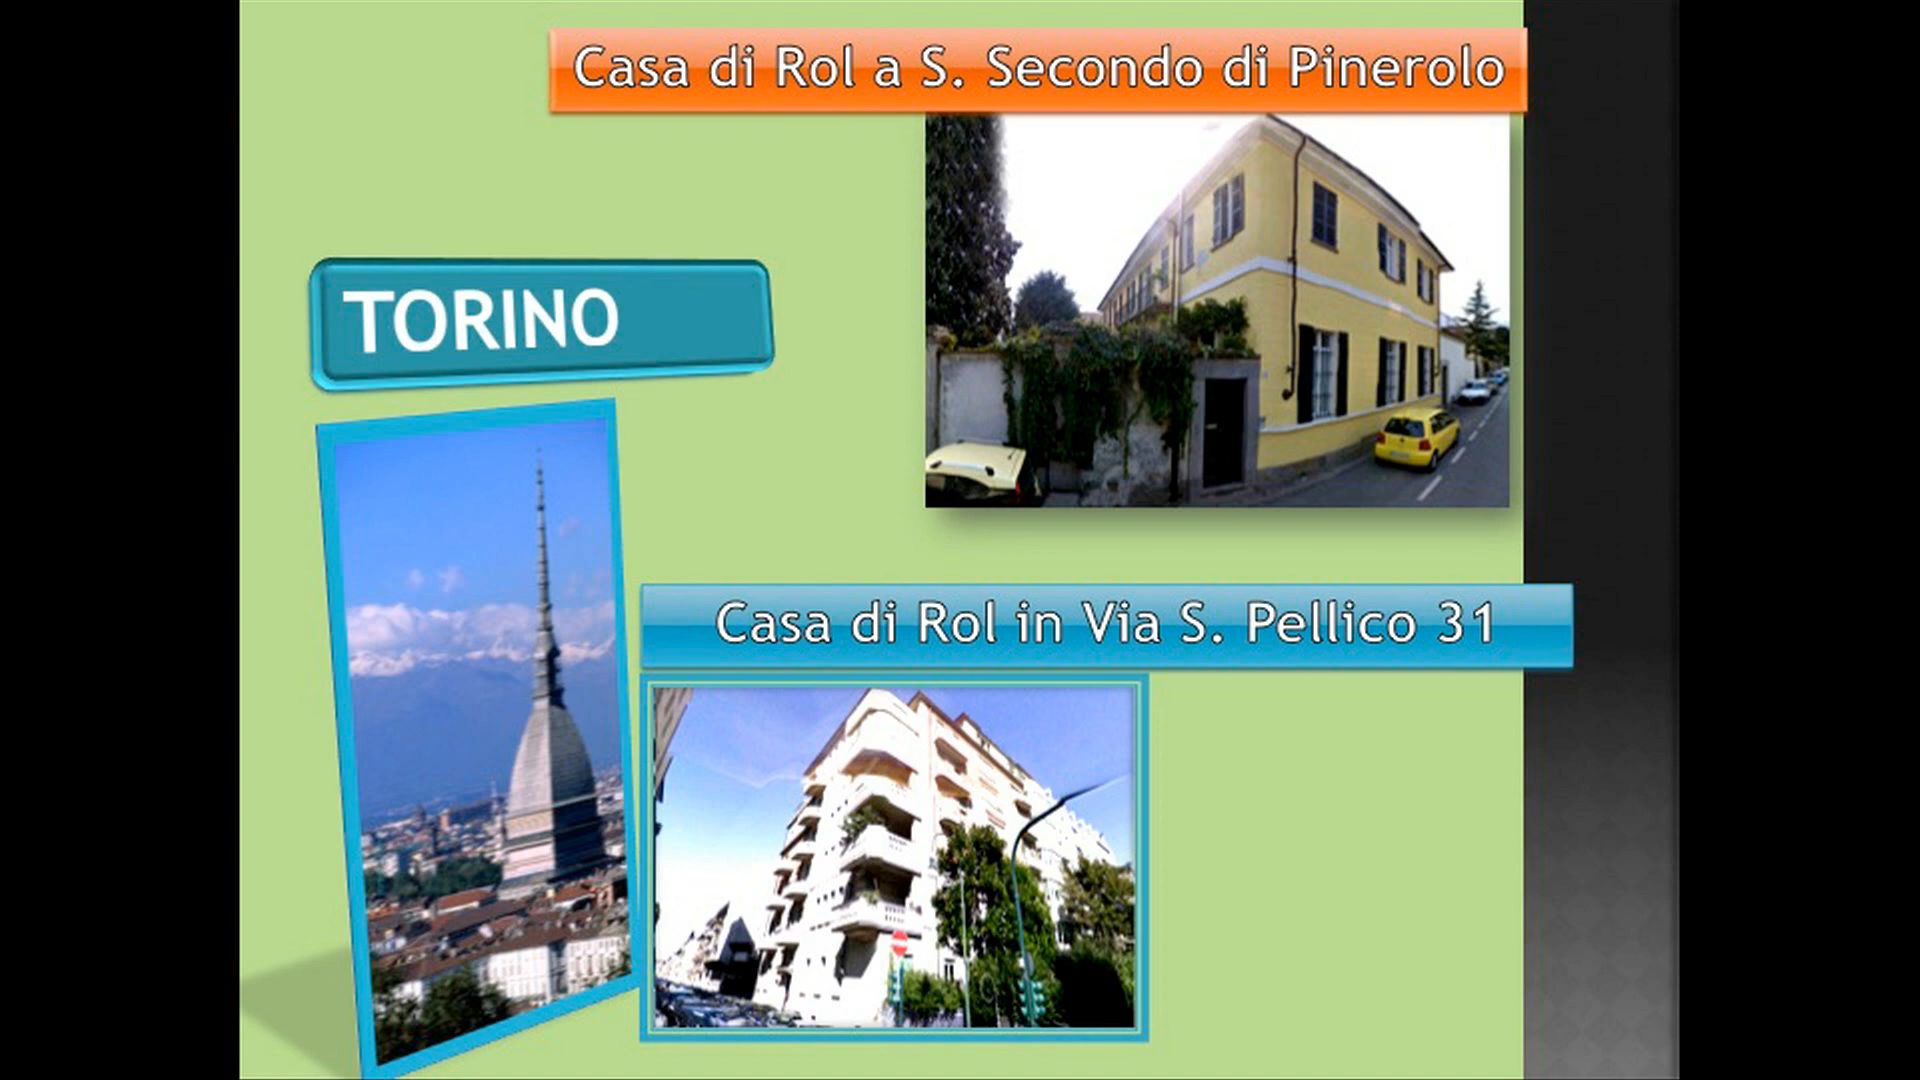 Casa di Rol a S. Secondo di Pinerolo
TORINO
Casa di Rol in Via S. Pellico 31